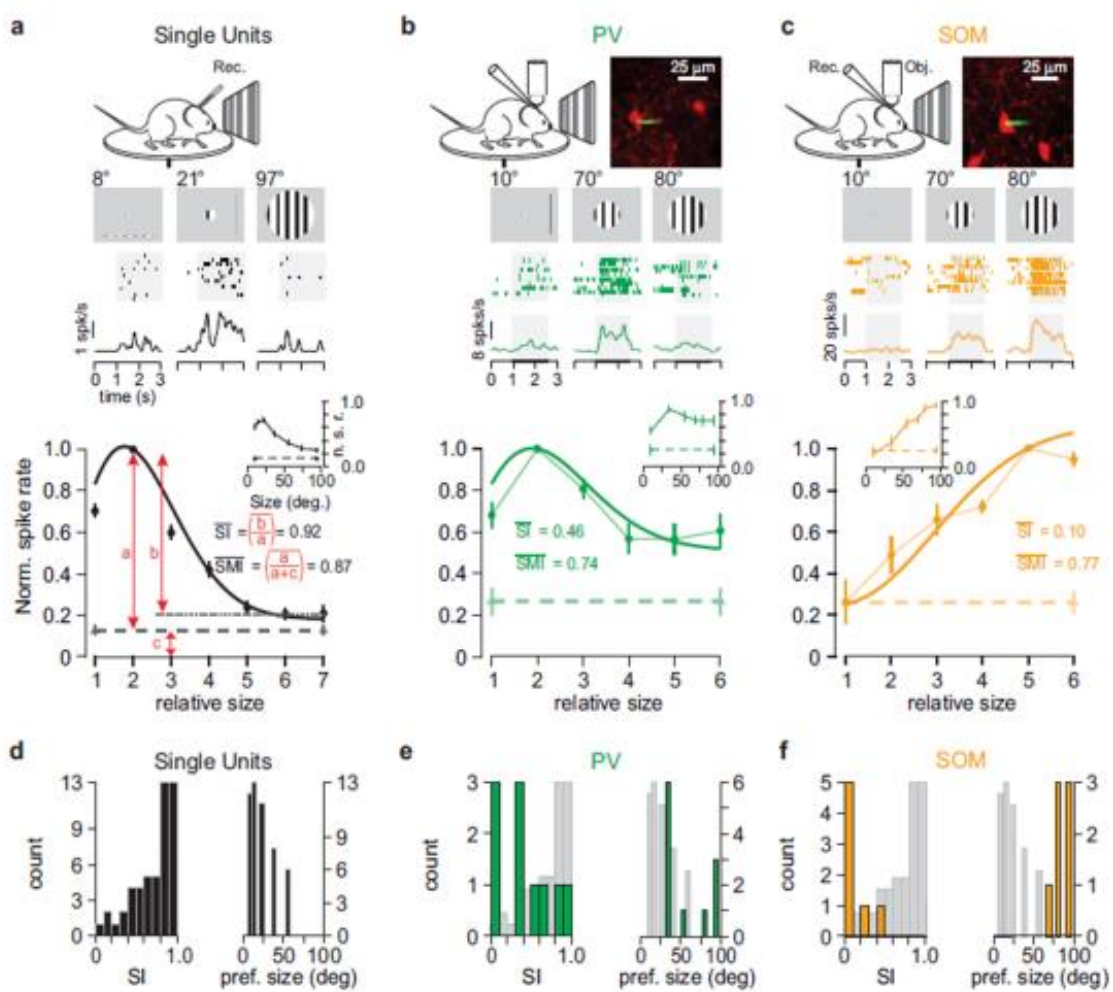 a Single Units
Rec.
8° 21° 97°
1 spk/s
0 1 2 3
time (s)
1.0
n. s. r.
0.0
0 50 100
Size (deg.)
Norm. spike rate
1.0
0.8
0.6
0.4
0.2
0
a
b
c
SI = (b/a) = 0.92
SMI = (a/a+c) = 0.87
1 2 3 4 5 6 7
relative size
b PV
25 µm
10° 70° 80°
8 spks/s
0 1 2 3
1.0
0.0
0 50 100
1.0
0.8
0.6
0.4
0.2
0
SI = 0.46
SMI = 0.74
1 2 3 4 5 6
relative size
c SOM
Rec. Obj. 25 µm
10° 70° 80°
20 spks/s
0 1 2 3
1.0
0.0
0 50 100
1.0
0.8
0.6
0.4
0.2
0
SI = 0.10
SMI = 0.77
1 2 3 4 5 6
relative size
d Single Units
count
13
9
6
3
0
0 1.0
SI
13
9
6
3
0
0 50 100
pref. size (deg)
e PV
count
3
2
1
0
0 1.0
SI
6
4
2
0
0 50 100
pref. size (deg)
f SOM
count
5
4
3
2
1
0
0 1.0
SI
3
2
1
0
0 50 100
pref. size (deg)